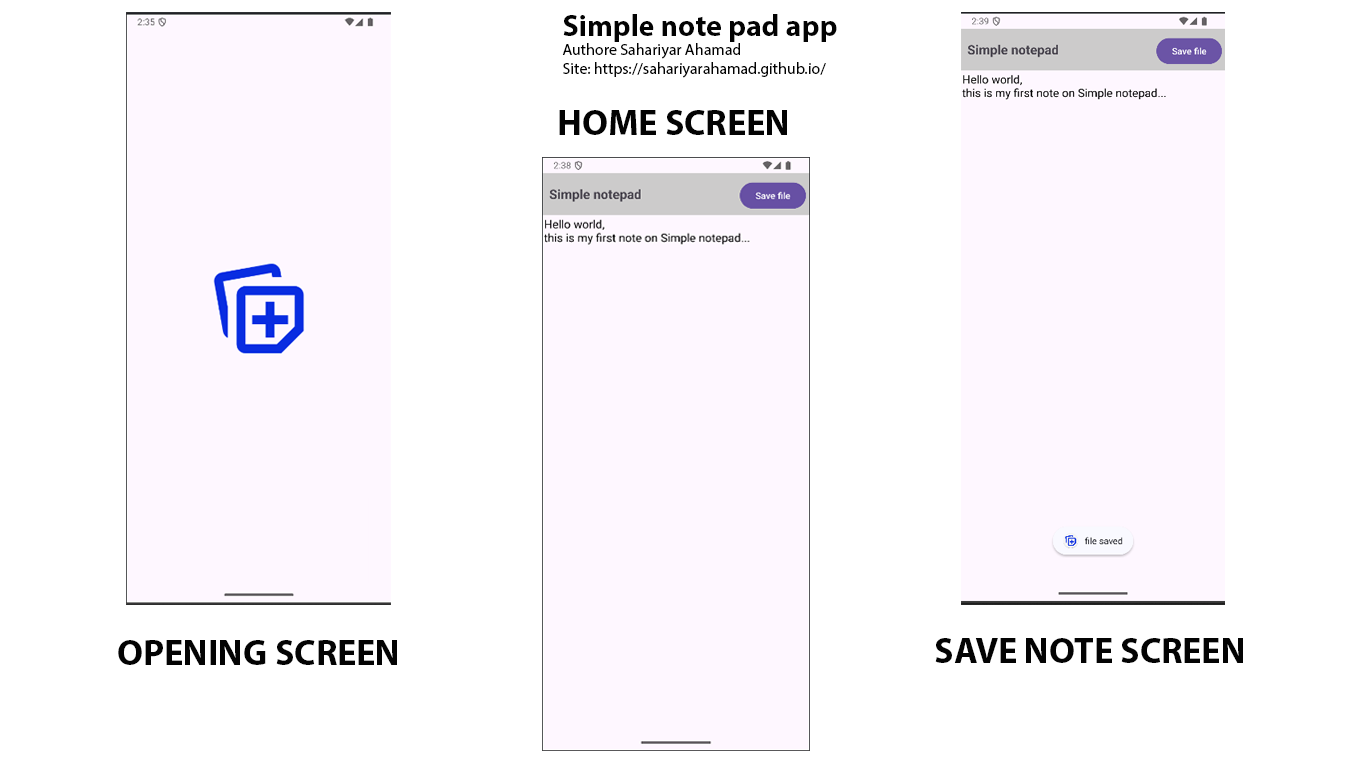 2:35
OPENING SCREEN
Simple note pad app
Authore Sahariyar Ahamad
Site: https://sahariyarahamad.github.io/
HOME SCREEN
2:38
Simple notepad
Save file
Hello world,
this is my first note on Simple notepad...
2:39
Simple notepad
Save file
Hello world,
this is my first note on Simple notepad...
file saved
SAVE NOTE SCREEN